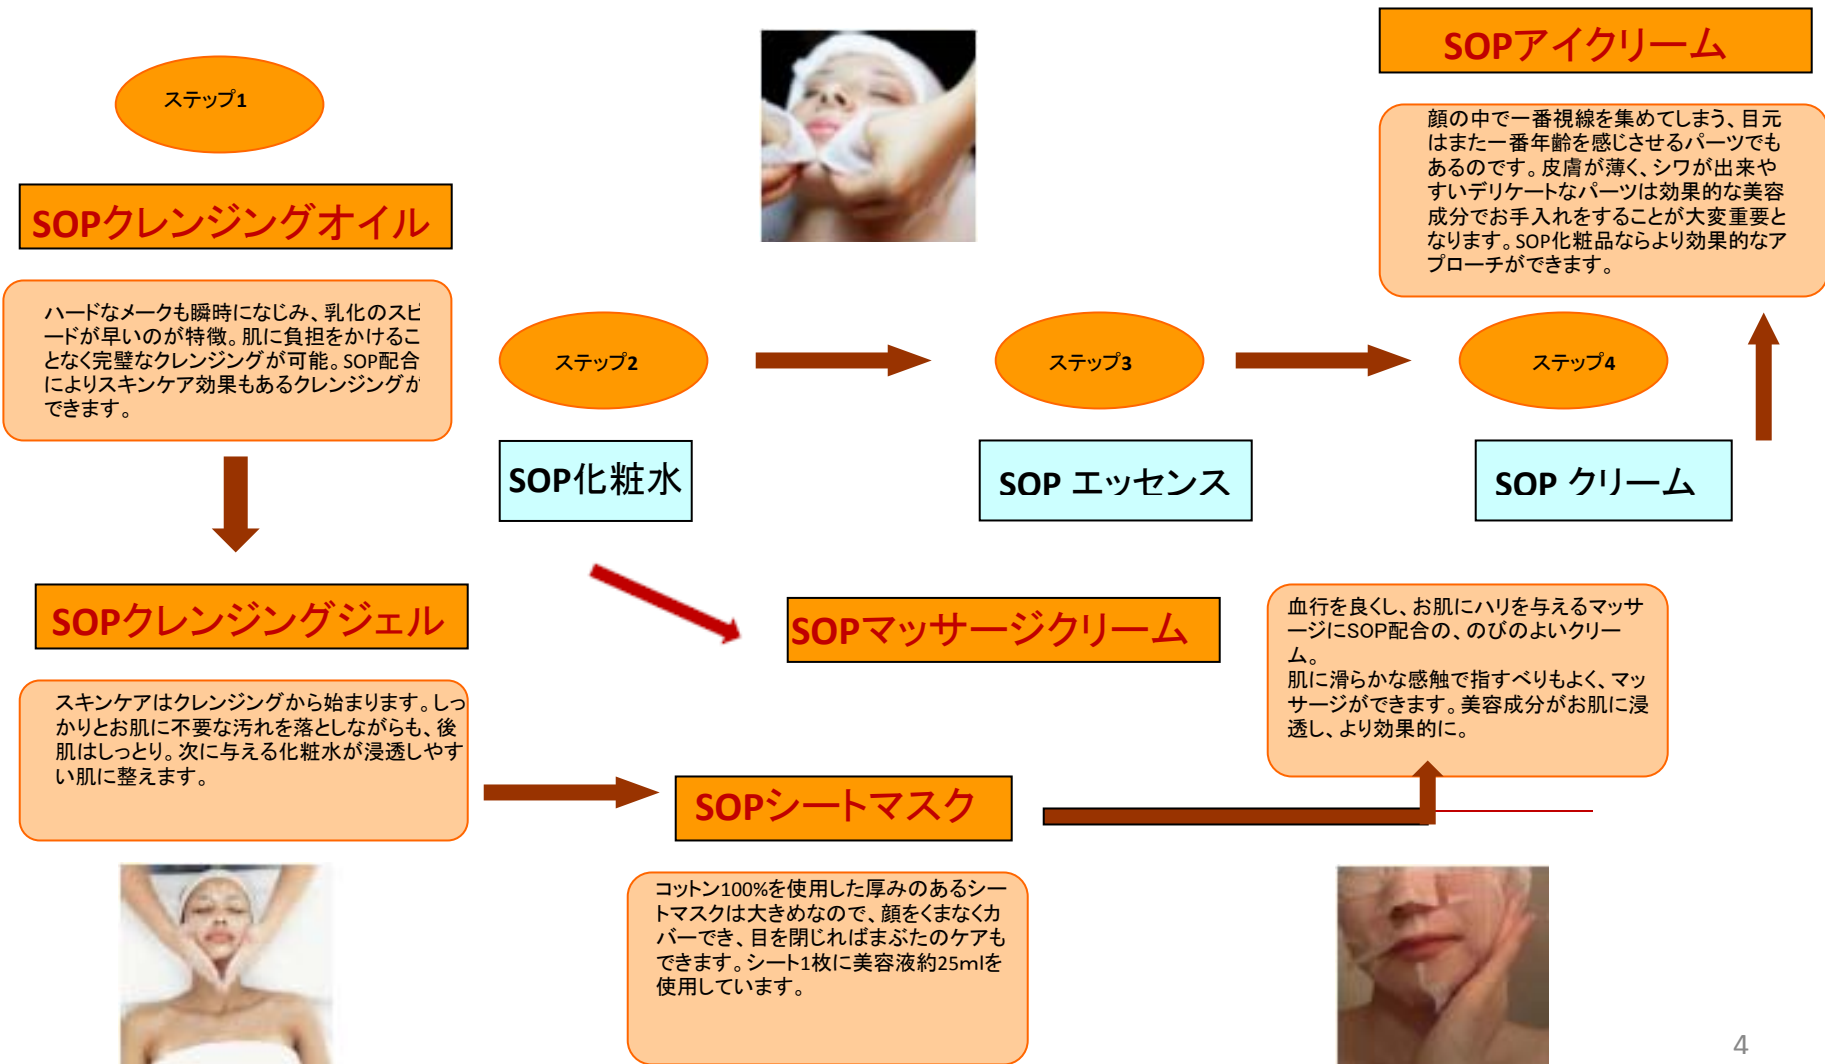 ステップ1
SOPクレンジングオイル
ハードなメークも瞬時になじみ、乳化のスピ
ードが早いのが特徴。肌に負担をかけるこ
となく完璧なクレンジングが可能。SOP配合
によりスキンケア効果もあるクレンジングが
できます。
SOPクレンジングジェル
スキンケアはクレンジングから始まります。しっ
かりとお肌に不要な汚れを落としながらも、後
肌はしっとり。次に与える化粧水が浸透しやす
い肌に整えます。
ステップ2
SOP化粧水
ステップ3
SOP エッセンス
ステップ4
SOP クリーム
SOPアイクリーム
顔の中で一番視線を集めてしまう、目元
はまた一番年齢を感じさせるパーツでも
あるのです。皮膚が薄く、シワが出来や
すいデリケートなパーツは効果的な美容
成分でお手入れをすることが大変重要と
なります。SOP化粧品ならより効果的なア
プローチができます。
SOPマッサージクリーム
血行を良くし、お肌にハリを与えるマッサ
ージにSOP配合の、のびのよいクリー
ム。
肌に滑らかな感触で指すべりもよく、マッ
サージができます。美容成分がお肌に浸
透し、より効果的に。
SOPシートマスク
コットン100%を使用した厚みのあるシー
トマスクは大きめなので、顔をくまなくカ
バーでき、目を閉じればまぶたのケアも
できます。シート1枚に美容液約25mlを
使用しています。
4